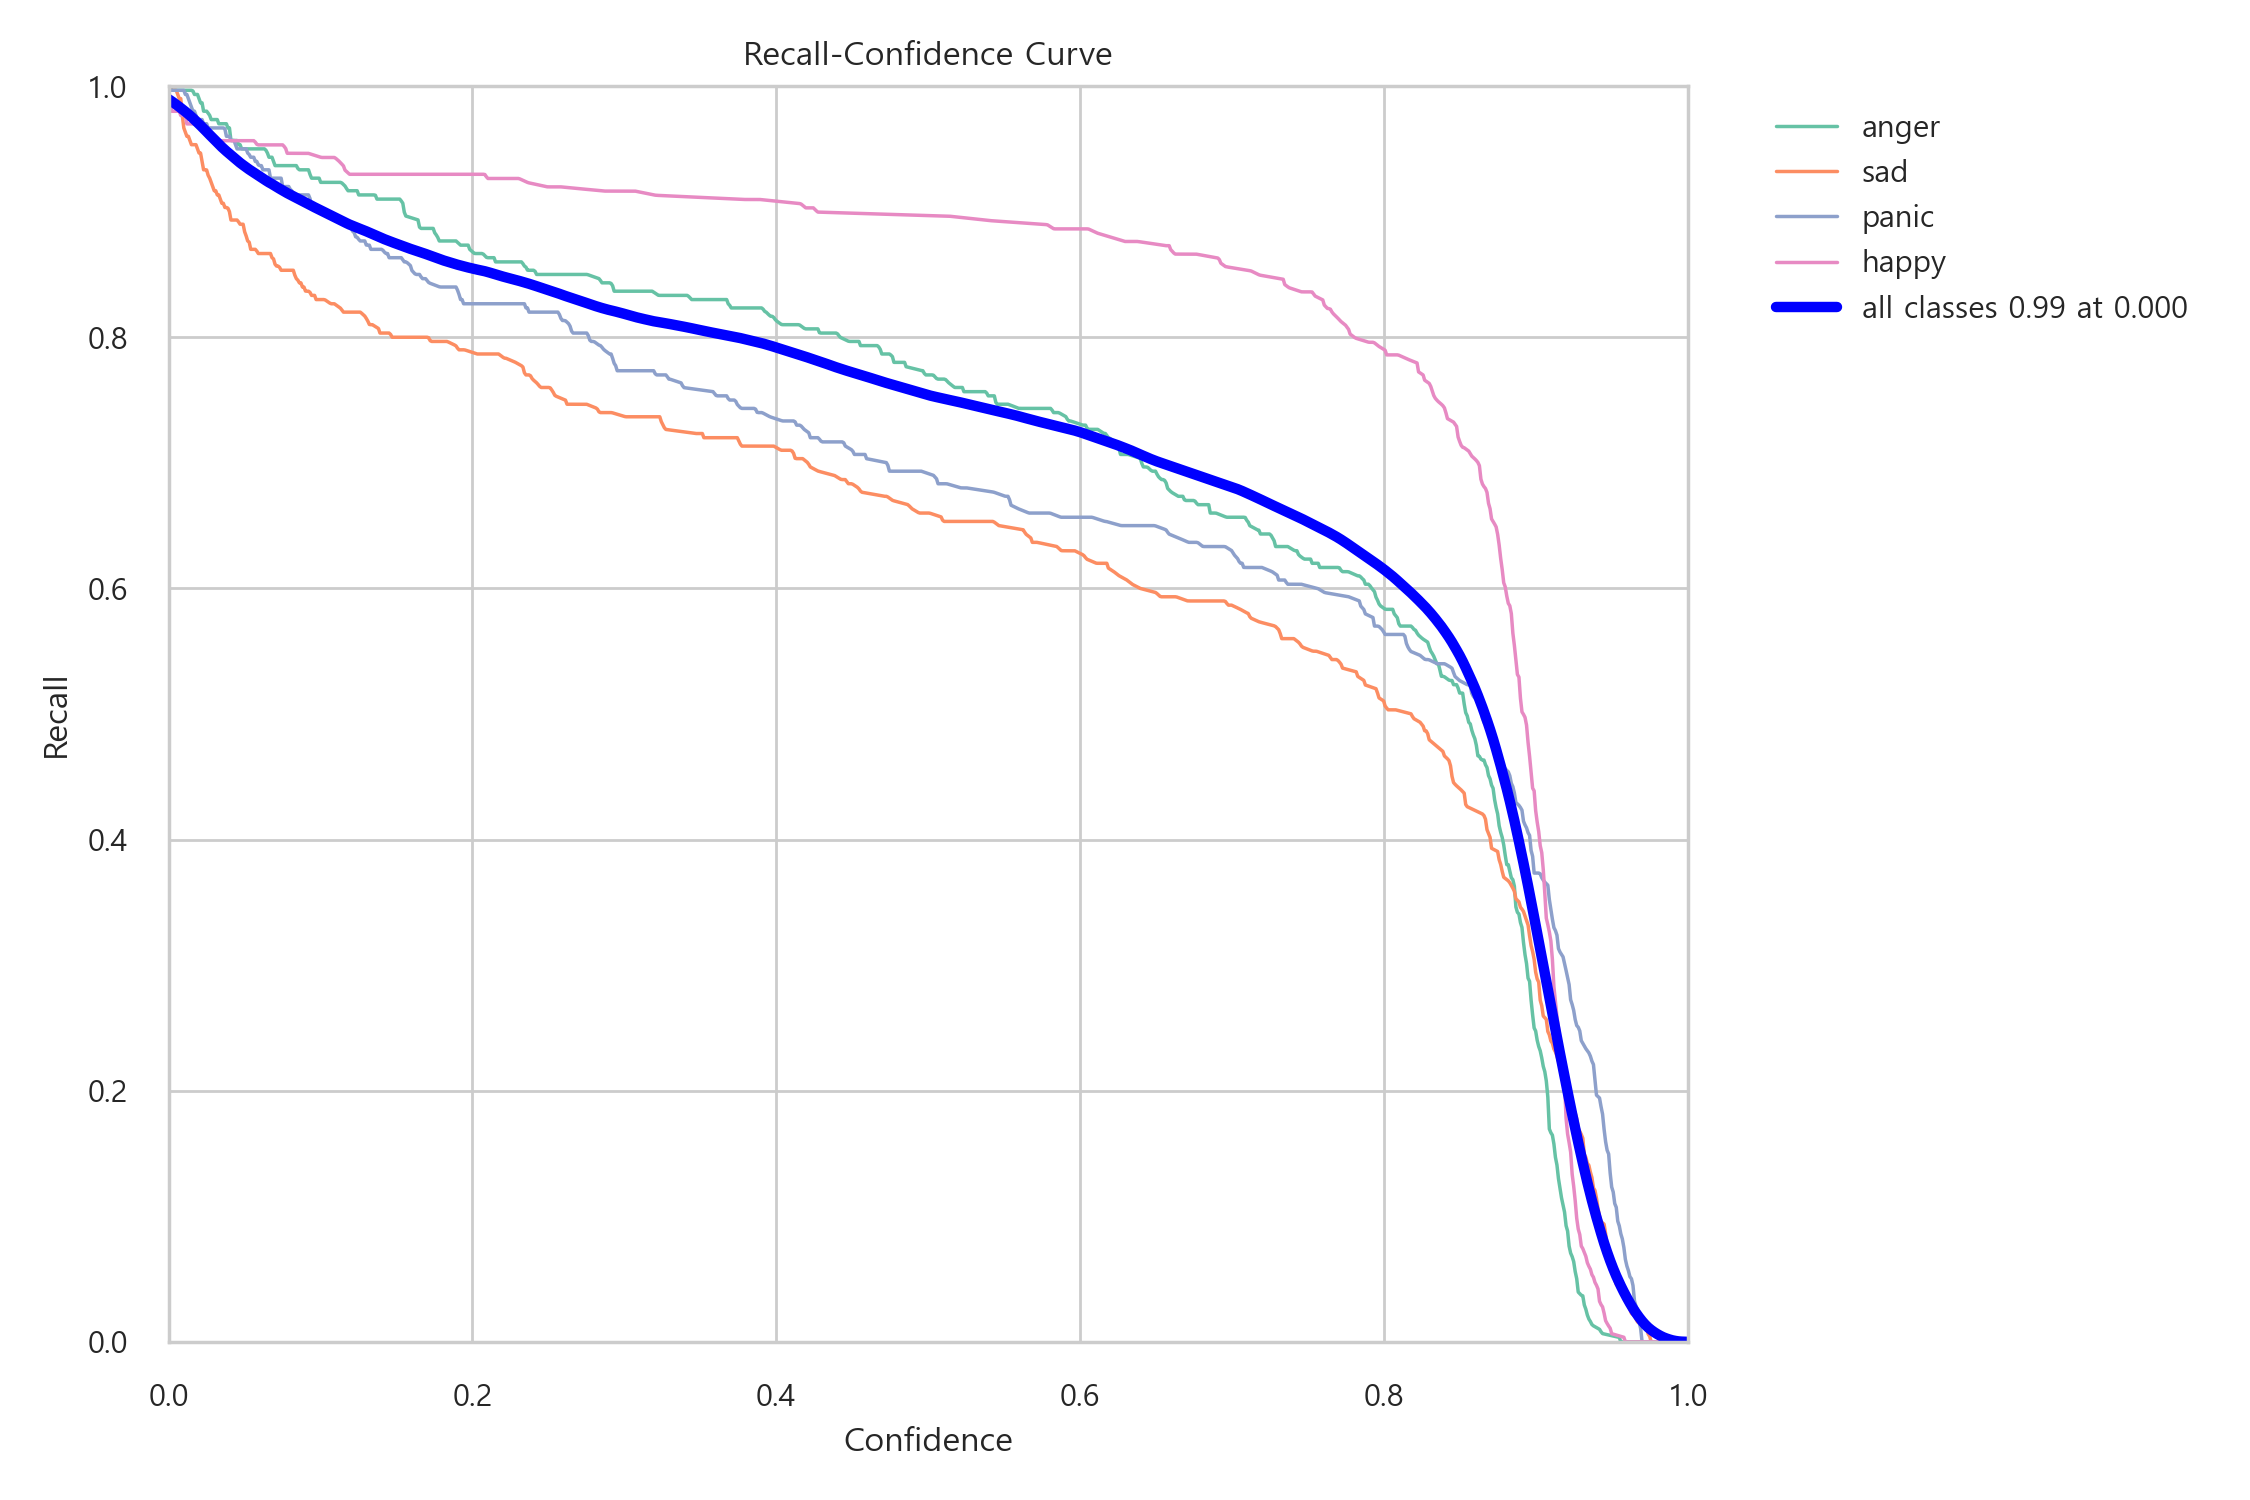 Recall-Confidence Curve
1.0
0.8
0.6
0.4
0.2
0.0
Recall
0.0 0.2 0.4 0.6 0.8 1.0
Confidence
anger
sad
panic
happy
all classes 0.99 at 0.000